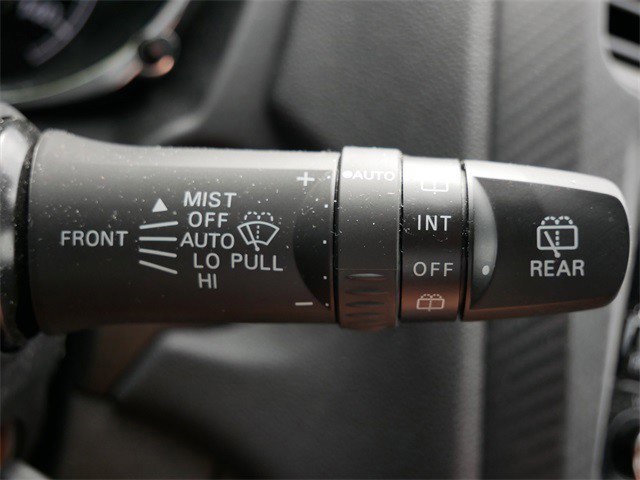 FRONT
MIST
OFF
AUTO
LO PULL
HI
+
−
AUTO
INT
OFF
REAR